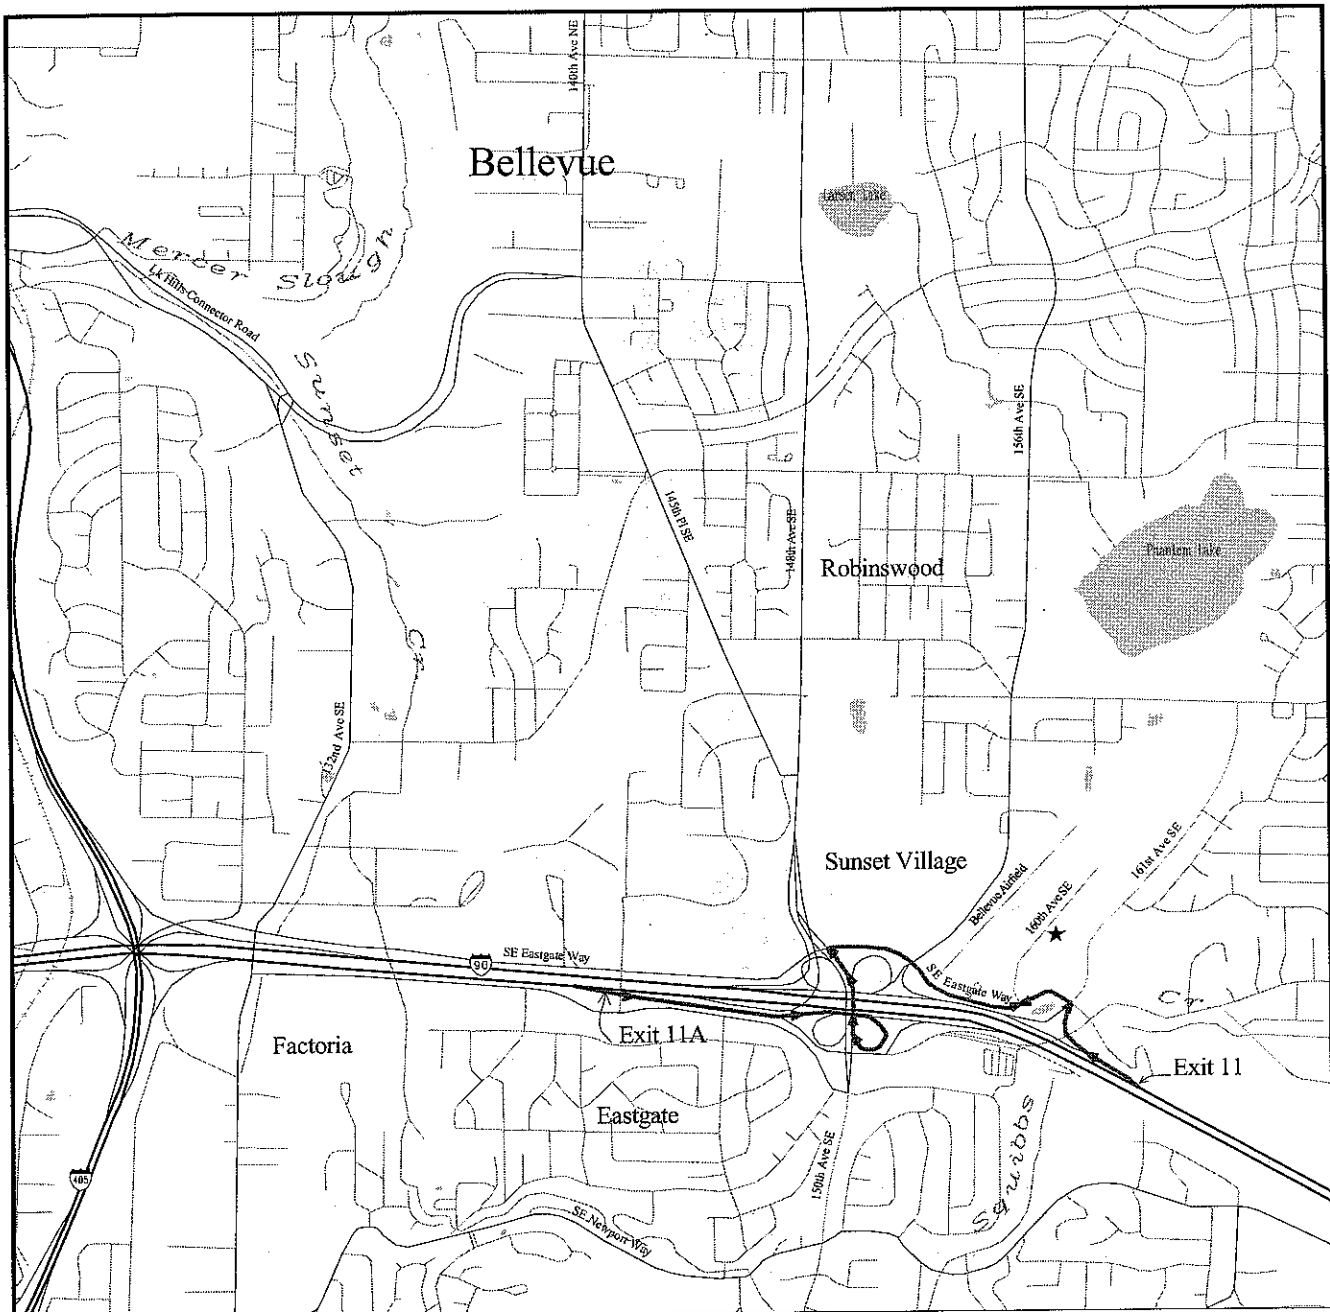 140th Ave NE
Bellevue
Larsen Lake
Mercer Slough
Lk Hills Connector Road
Sunset Cr.
156th Ave SE
145th Pl SE
148th Ave SE
Robinswood
Phantom Lake
132nd Ave SE
Sunset Village
161st Ave SE
Bellevue Airfield
160th Ave SE
SE Eastgate Way
90
SE Eastgate Way
Cr
Exit 11A
Factoria
Exit 11
Eastgate
Squibbs
150th Ave SE
405
SE Newport Way